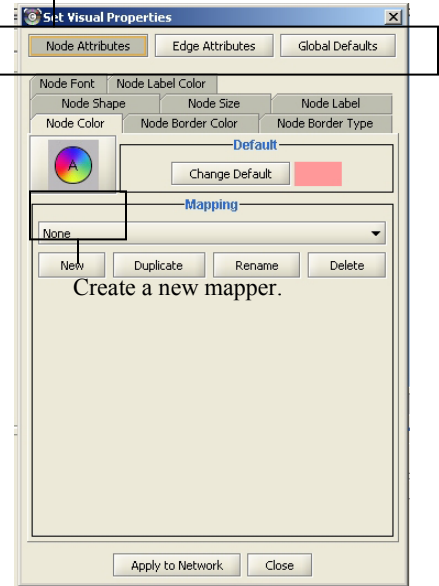 Set Visual Properties
Node Attributes Edge Attributes Global Defaults
Node Font Node Label Color
Node Shape Node Size Node Label
Node Color Node Border Color Node Border Type
Default
A Change Default
Mapping
None
New Duplicate Rename Delete
Create a new mapper.
Apply to Network Close